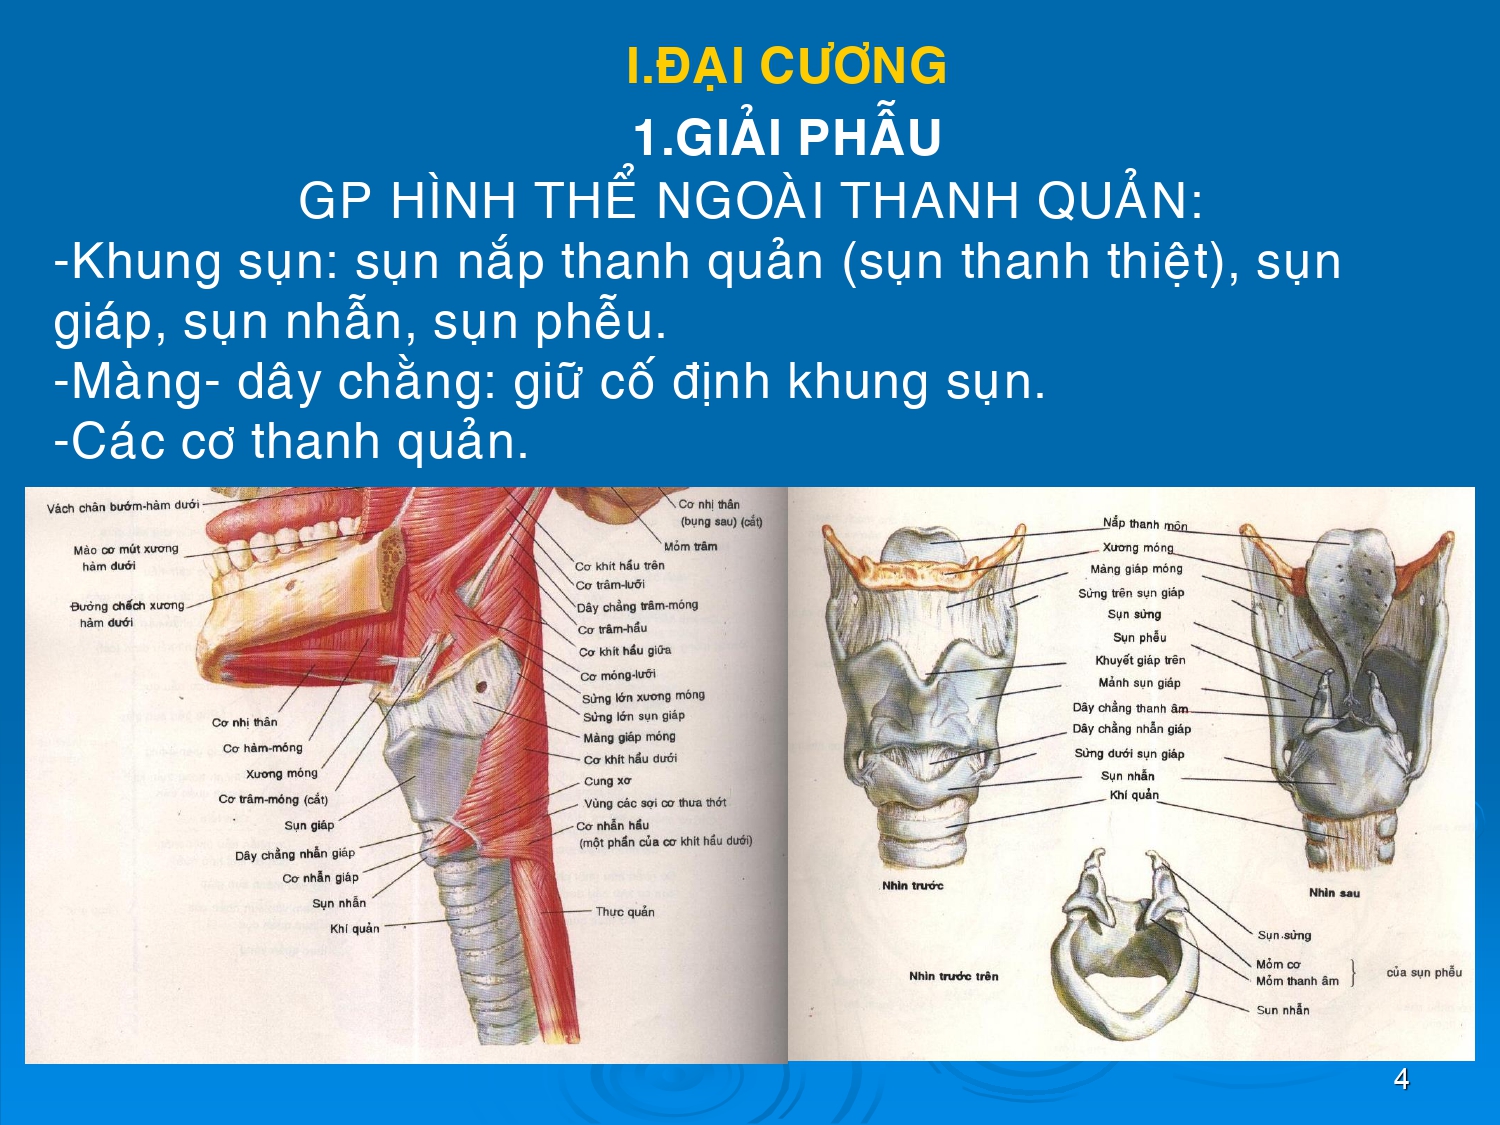 I.ĐẠI CƯƠNG
1.GIẢI PHẪU
GP HÌNH THỂ NGOÀI THANH QUẢN:
-Khung sụn: sụn nắp thanh quản (sụn thanh thiệt), sụn
giáp, sụn nhẫn, sụn phễu.
-Màng- dây chằng: giữ cố định khung sụn.
-Các cơ thanh quản.
Vách chân bướm-hàm dưới
Mào cơ mút xương
hàm dưới
Đường chếch xương
hàm dưới
Cơ nhị thân
Cơ hàm-móng
Xương móng
Cơ trâm-móng (cắt)
Sụn giáp
Dây chằng nhẫn giáp
Cơ nhẫn giáp
Sụn nhẫn
Khí quản
Cơ nhị thân
(bụng sau) (cắt)
Mỏm trâm
Cơ khít hầu trên
Cơ trâm-lưỡi
Dây chằng trâm-móng
Cơ trâm-hầu
Cơ khít hầu giữa
Cơ móng-lưỡi
Sừng lớn xương móng
Sừng lớn sụn giáp
Màng giáp móng
Cơ khít hầu dưới
Cung xơ
Vùng các sợi cơ thưa thớt
Cơ nhẫn hầu
(một phần của cơ khít hầu dưới)
Thực quản
Nắp thanh môn
Xương móng
Màng giáp móng
Sừng trên sụn giáp
Sụn sừng
Sụn phễu
Khuyết giáp trên
Mảnh sụn giáp
Dây chằng thanh âm
Dây chằng nhẫn giáp
Sừng dưới sụn giáp
Sụn nhẫn
Khí quản
Nhìn trước
Nhìn sau
Nhìn trước trên
Sụn sừng
Mỏm cơ
Mỏm thanh âm
của sụn phễu
Sụn nhẫn
4